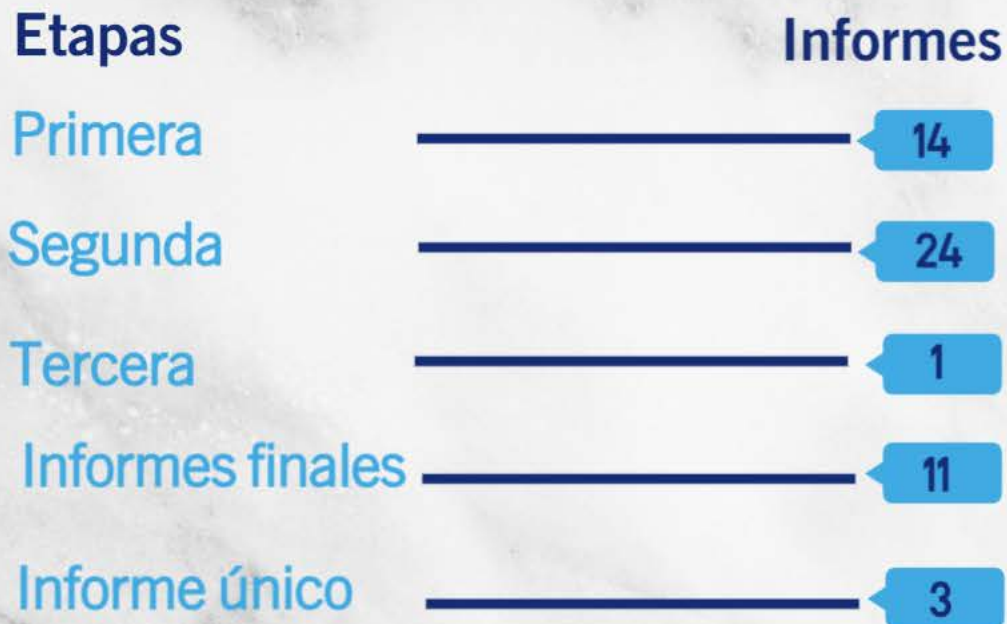 Etapas Informes
Primera 14
Segunda 24
Tercera 1
Informes finales 11
Informe único 3